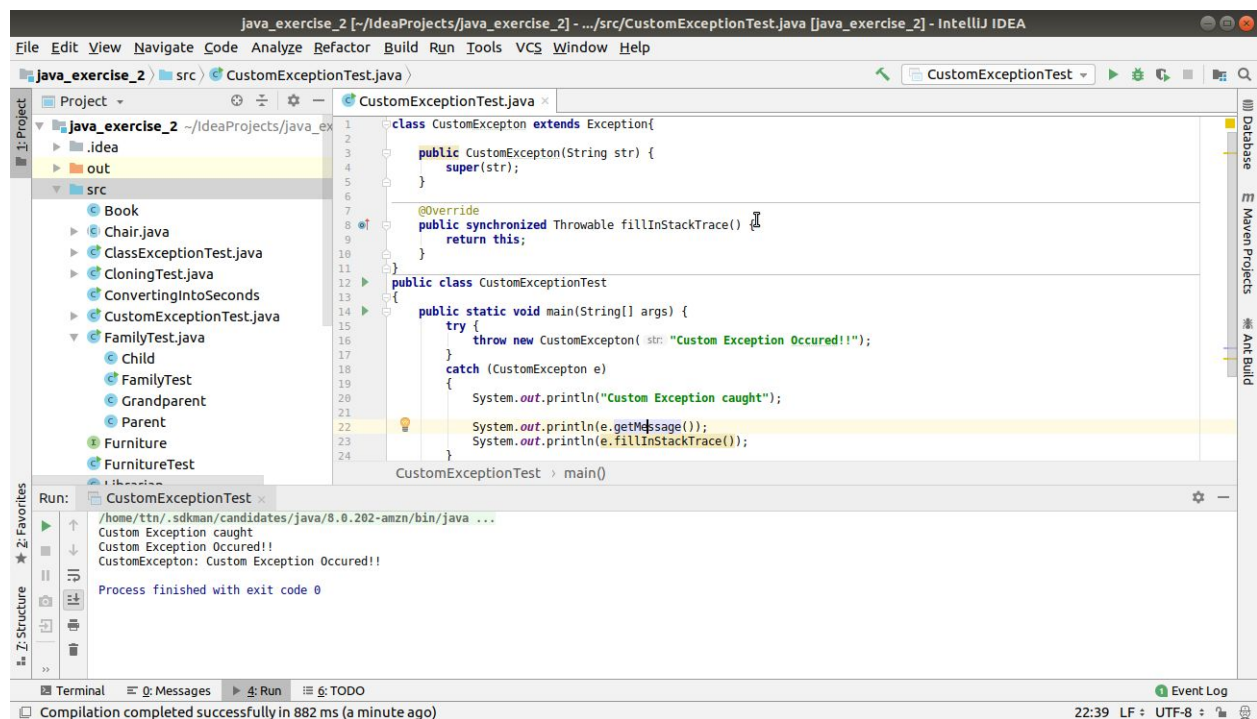 java_exercise_2 [~/IdeaProjects/java_exercise_2] - .../src/CustomExceptionTest.java [java_exercise_2] - IntelliJ IDEA
File Edit View Navigate Code Analyze Refactor Build Run Tools VCS Window Help
java_exercise_2 src CustomExceptionTest.java
CustomExceptionTest
1: Project
Project
java_exercise_2 ~/IdeaProjects/java_ex
.idea
out
src
Book
Chair.java
ClassExceptionTest.java
CloningTest.java
ConvertingIntoSeconds
CustomExceptionTest.java
FamilyTest.java
Child
FamilyTest
Grandparent
Parent
Furniture
FurnitureTest
CustomExceptionTest.java
1 class CustomExcepton extends Exception{
2
3 public CustomExcepton(String str) {
4 super(str);
5 }
6
7 @Override
8 public synchronized Throwable fillInStackTrace() {
9 return this;
10 }
11 }
12 public class CustomExceptionTest
13 {
14 public static void main(String[] args) {
15 try {
16 throw new CustomExcepton( str: "Custom Exception Occured!!");
17 }
18 catch (CustomExcepton e)
19 {
20 System.out.println("Custom Exception caught");
21
22 System.out.println(e.getMessage());
23 System.out.println(e.fillInStackTrace());
24 }
CustomExceptionTest › main()
Database
m Maven Projects
Ant Build
2: Favorites
Z: Structure
Run: CustomExceptionTest
/home/ttn/.sdkman/candidates/java/8.0.202-amzn/bin/java ...
Custom Exception caught
Custom Exception Occured!!
CustomExcepton: Custom Exception Occured!!
Process finished with exit code 0
Terminal 0: Messages 4: Run 6: TODO
1 Event Log
Compilation completed successfully in 882 ms (a minute ago)
22:39 LF UTF-8